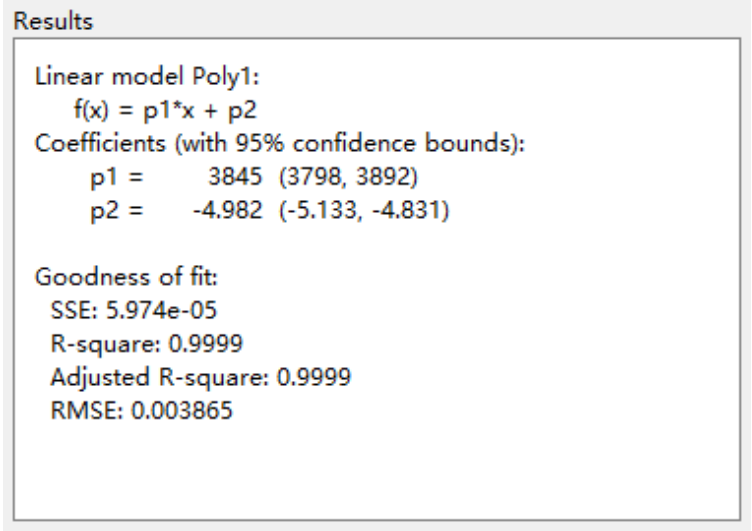 Results
Linear model Poly1:
f(x) = p1*x + p2
Coefficients (with 95% confidence bounds):
p1 = 3845 (3798, 3892)
p2 = -4.982 (-5.133, -4.831)
Goodness of fit:
SSE: 5.974e-05
R-square: 0.9999
Adjusted R-square: 0.9999
RMSE: 0.003865